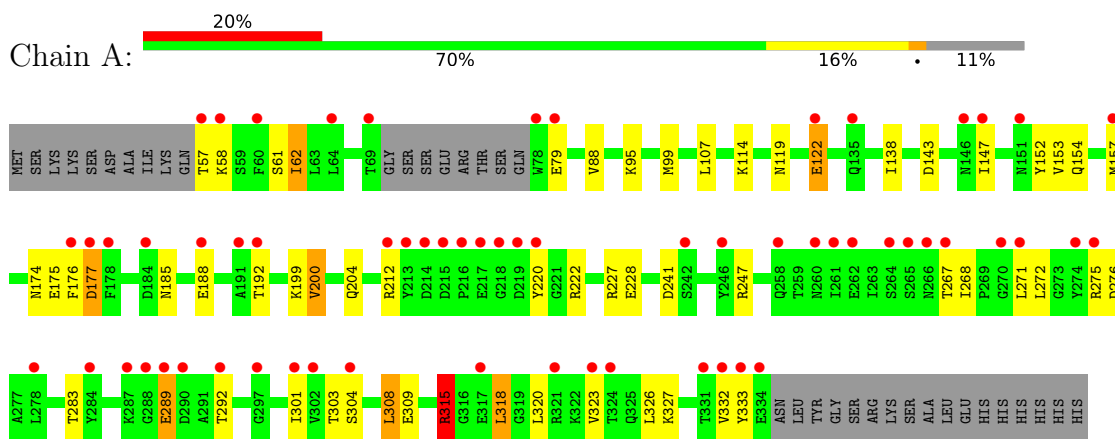 20%
Chain A:
70% 16% • 11%
MET SER LYS LYS SER ASP ALA ILE LYS GLN T57 K58 S59 F60 S61 I62 L63 L64 T69 GLY SER SER GLU ARG THR SER GLN W78 E79 V88 K95 M99 L107 K114 N119 E122 Q135 I138 D143 N146 I147 N151 Y152 V153 Q154 M157
N174 E175 F176 D177 F178 D184 N185 E188 A191 T192 K199 V200 Q204 R212 Y213 D214 D215 P216 E217 G218 D219 Y220 G221 R222 R227 E228 D241 S242 Y246 R247 Q258 T259 N260 I261 E262 I263 S264 S265 N266 T267 I268 P269 G270 L271 L272 G273 Y274 R275 D276
A277 L278 T283 Y284 K287 G288 E289 D290 A291 T292 G297 I301 V302 T303 S304 L308 E309 R315 G316 E317 L318 G319 L320 R321 K322 V323 T324 Q325 L326 K327 T331 V332 Y333 E334 ASN LEU TYR GLY SER ARG LYS SER ALA LEU GLU HIS HIS HIS HIS HIS HIS